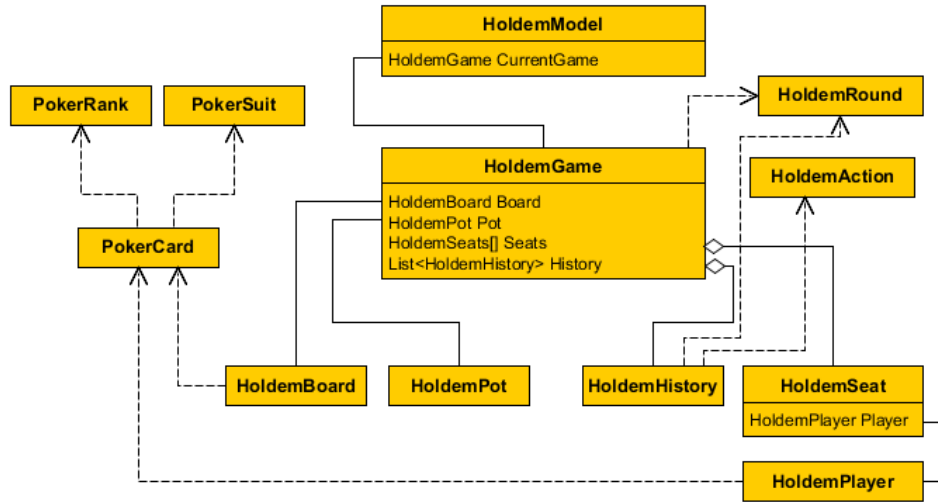 HoldemModel
HoldemGame CurrentGame
PokerRank
PokerSuit
HoldemRound
HoldemGame
HoldemBoard Board
HoldemPot Pot
HoldemSeats[] Seats
List<HoldemHistory> History
HoldemAction
PokerCard
HoldemBoard
HoldemPot
HoldemHistory
HoldemSeat
HoldemPlayer Player
HoldemPlayer